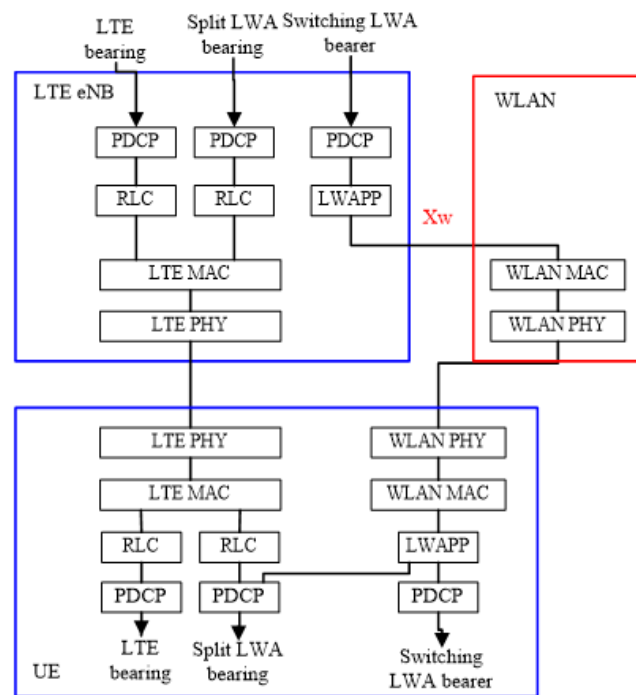 LTE
bearing
Split LWA
bearing
Switching LWA
bearer
LTE eNB
WLAN
PDCP
PDCP
PDCP
RLC
RLC
LWAPP
Xw
LTE MAC
WLAN MAC
LTE PHY
WLAN PHY
LTE PHY
WLAN PHY
LTE MAC
WLAN MAC
RLC
RLC
LWAPP
PDCP
PDCP
PDCP
LTE
bearing
Split LWA
bearing
Switching
LWA bearer
UE